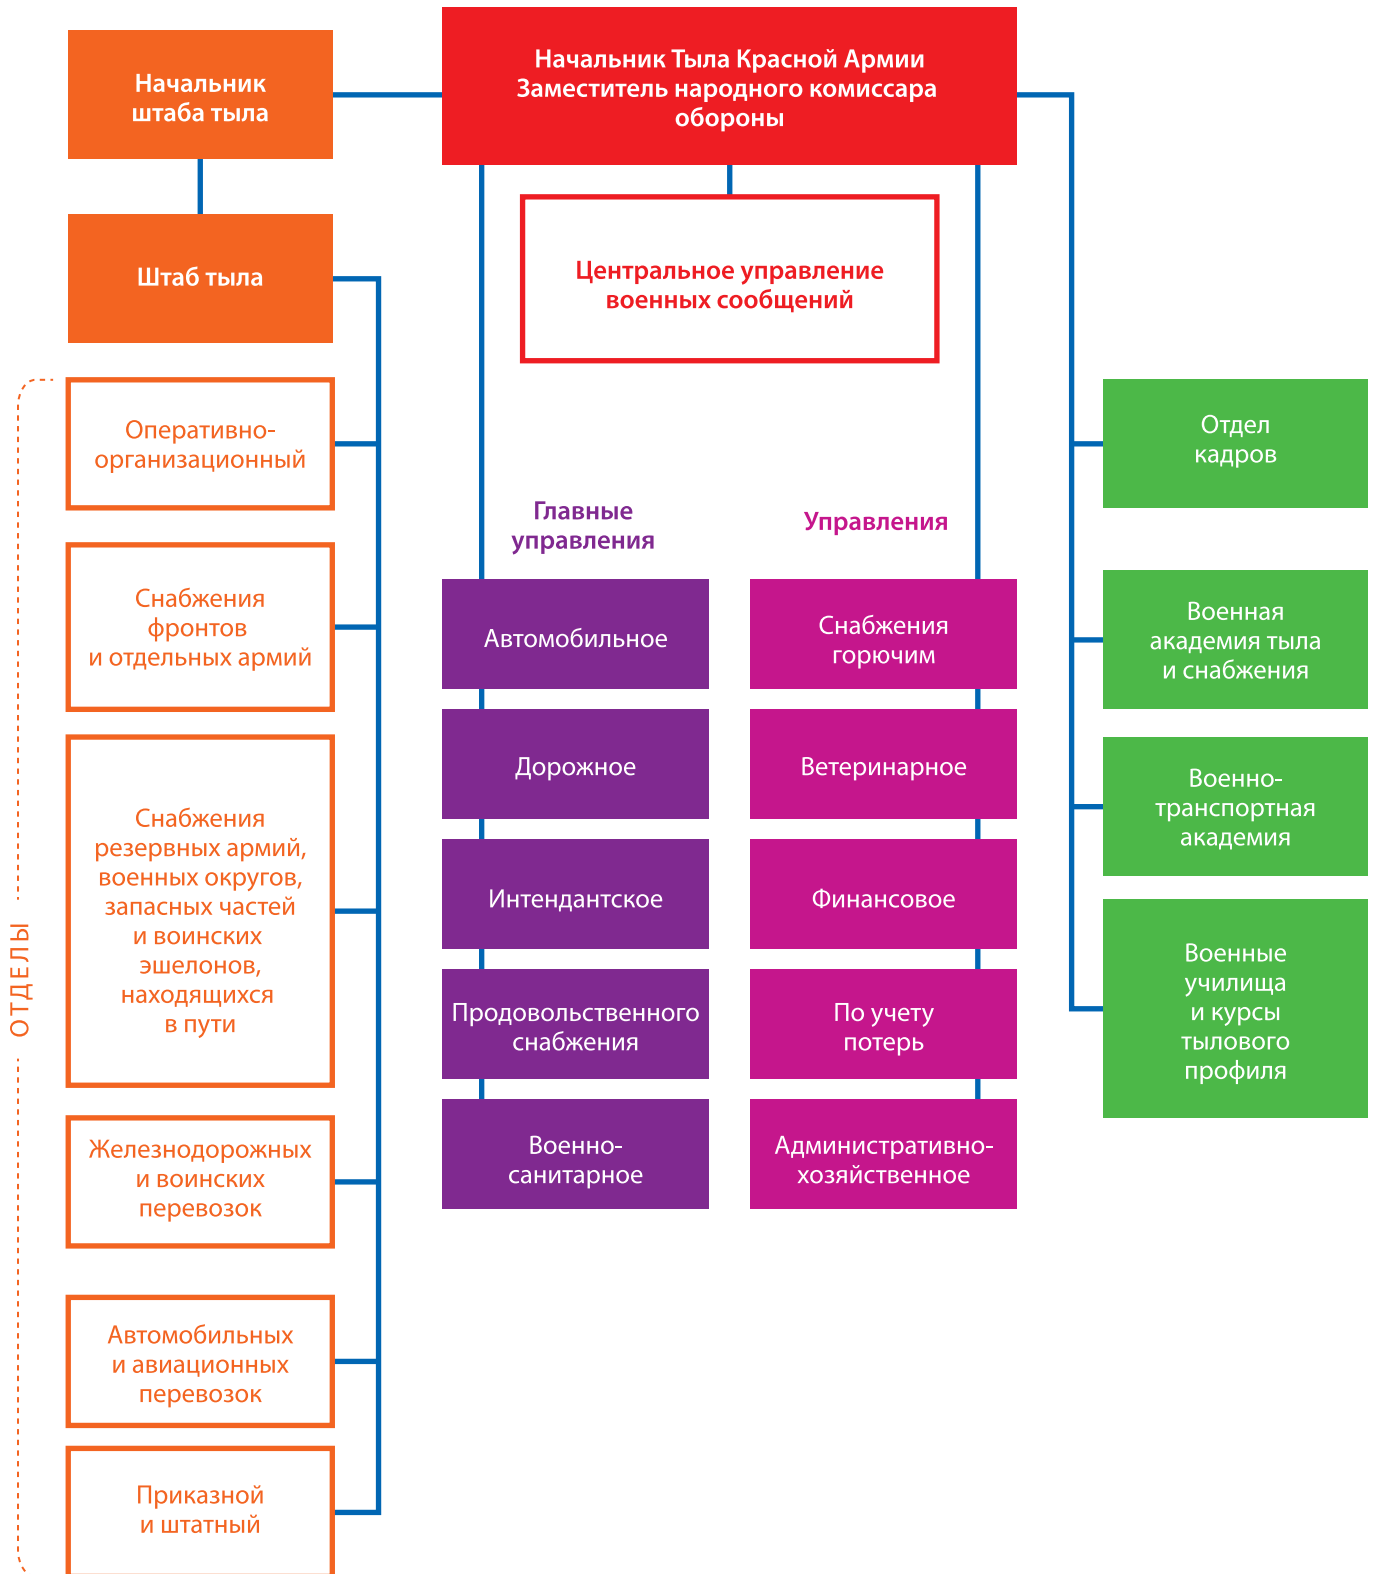 Начальник Тыла Красной Армии
Заместитель народного комиссара
обороны
Начальник
штаба тыла
Штаб тыла
Центральное управление
военных сообщений
ОТДЕЛЫ
Оперативно-
организационный
Снабжения
фронтов
и отдельных армий
Снабжения
резервных армий,
военных округов,
запасных частей
и воинских
эшелонов,
находящихся
в пути
Железнодорожных
и воинских
перевозок
Автомобильных
и авиационных
перевозок
Приказной
и штатный
Главные
управления
Автомобильное
Дорожное
Интендантское
Продовольственного
снабжения
Военно-
санитарное
Управления
Снабжения
горючим
Ветеринарное
Финансовое
По учету
потерь
Административно-
хозяйственное
Отдел
кадров
Военная
академия тыла
и снабжения
Военно-
транспортная
академия
Военные
училища
и курсы
тылового
профиля